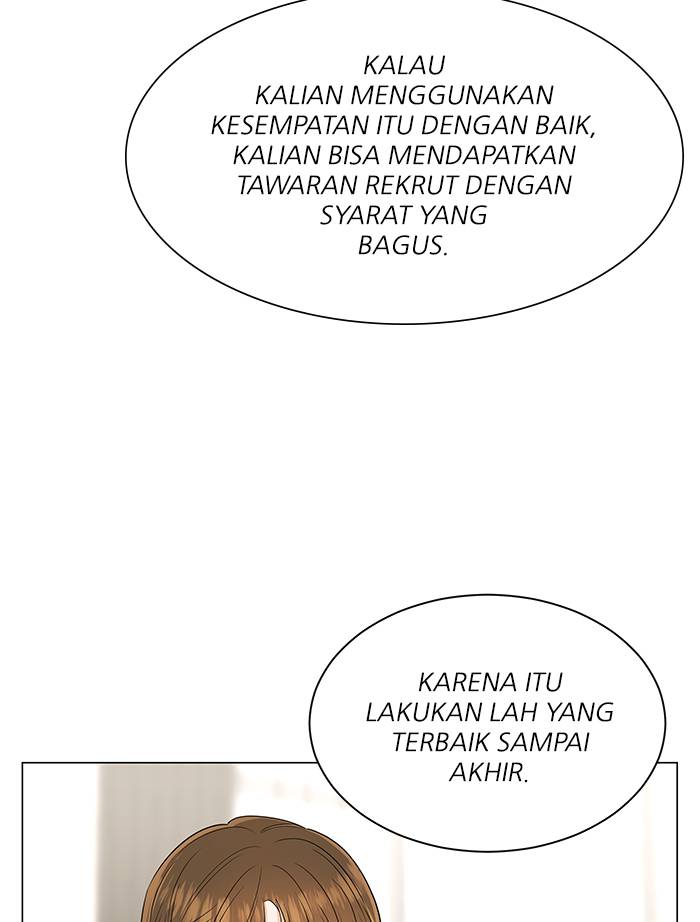 KALAU
KALIAN MENGGUNAKAN
KESEMPATAN ITU DENGAN BAIK,
KALIAN BISA MENDAPATKAN
TAWARAN REKRUT DENGAN
SYARAT YANG
BAGUS.
KARENA ITU
LAKUKAN LAH YANG
TERBAIK SAMPAI
AKHIR.